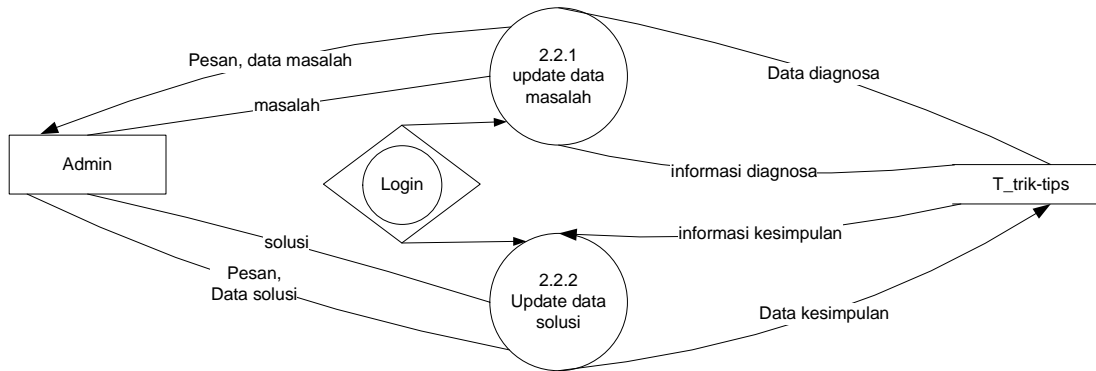 2.2.1
update data
masalah
Pesan, data masalah
Data diagnosa
masalah
Admin
Login
informasi diagnosa
T_trik-tips
solusi
informasi kesimpulan
Pesan,
Data solusi
2.2.2
Update data
solusi
Data kesimpulan